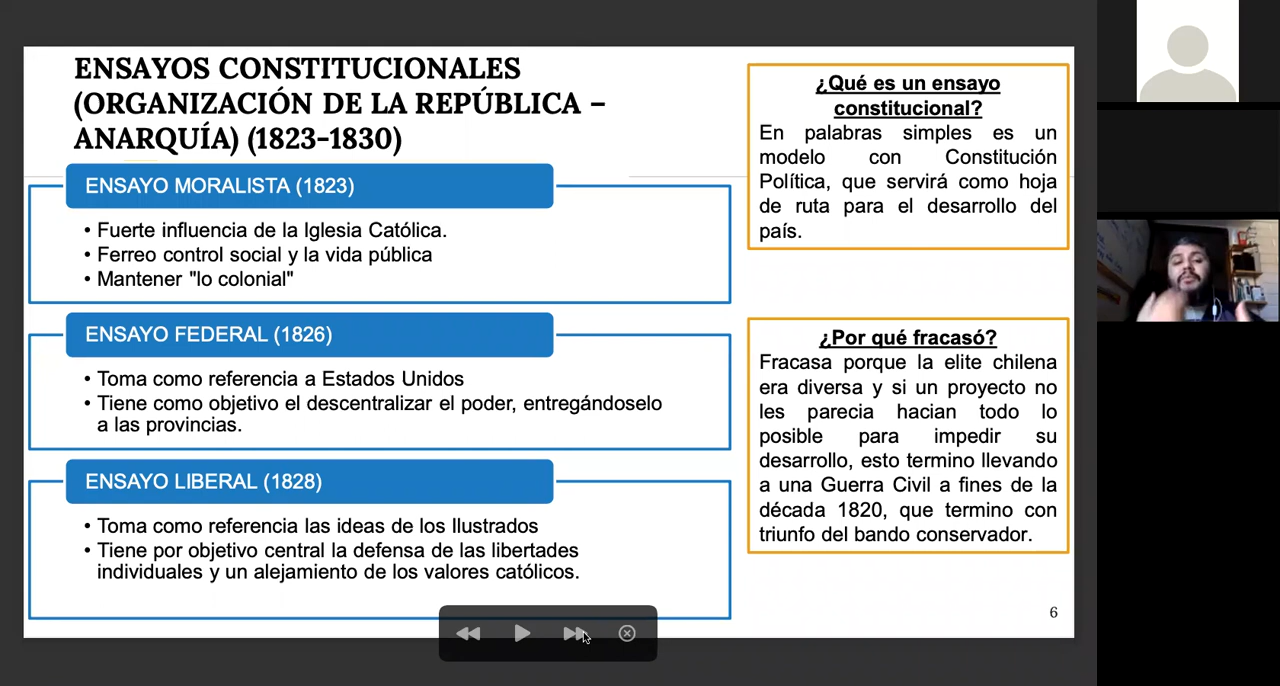 ENSAYOS CONSTITUCIONALES
(ORGANIZACIÓN DE LA REPÚBLICA –
ANARQUÍA) (1823-1830)
ENSAYO MORALISTA (1823)
• Fuerte influencia de la Iglesia Católica.
• Ferreo control social y la vida pública
• Mantener "lo colonial"
ENSAYO FEDERAL (1826)
• Toma como referencia a Estados Unidos
• Tiene como objetivo el descentralizar el poder, entregándoselo
a las provincias.
ENSAYO LIBERAL (1828)
• Toma como referencia las ideas de los Ilustrados
• Tiene por objetivo central la defensa de las libertades
individuales y un alejamiento de los valores católicos.
¿Qué es un ensayo
constitucional?
En palabras simples es un
modelo con Constitución
Política, que servirá como hoja
de ruta para el desarrollo del
país.
¿Por qué fracasó?
Fracasa porque la elite chilena
era diversa y si un proyecto no
les parecia hacian todo lo
posible para impedir su
desarrollo, esto termino llevando
a una Guerra Civil a fines de la
década 1820, que termino con
triunfo del bando conservador.
6